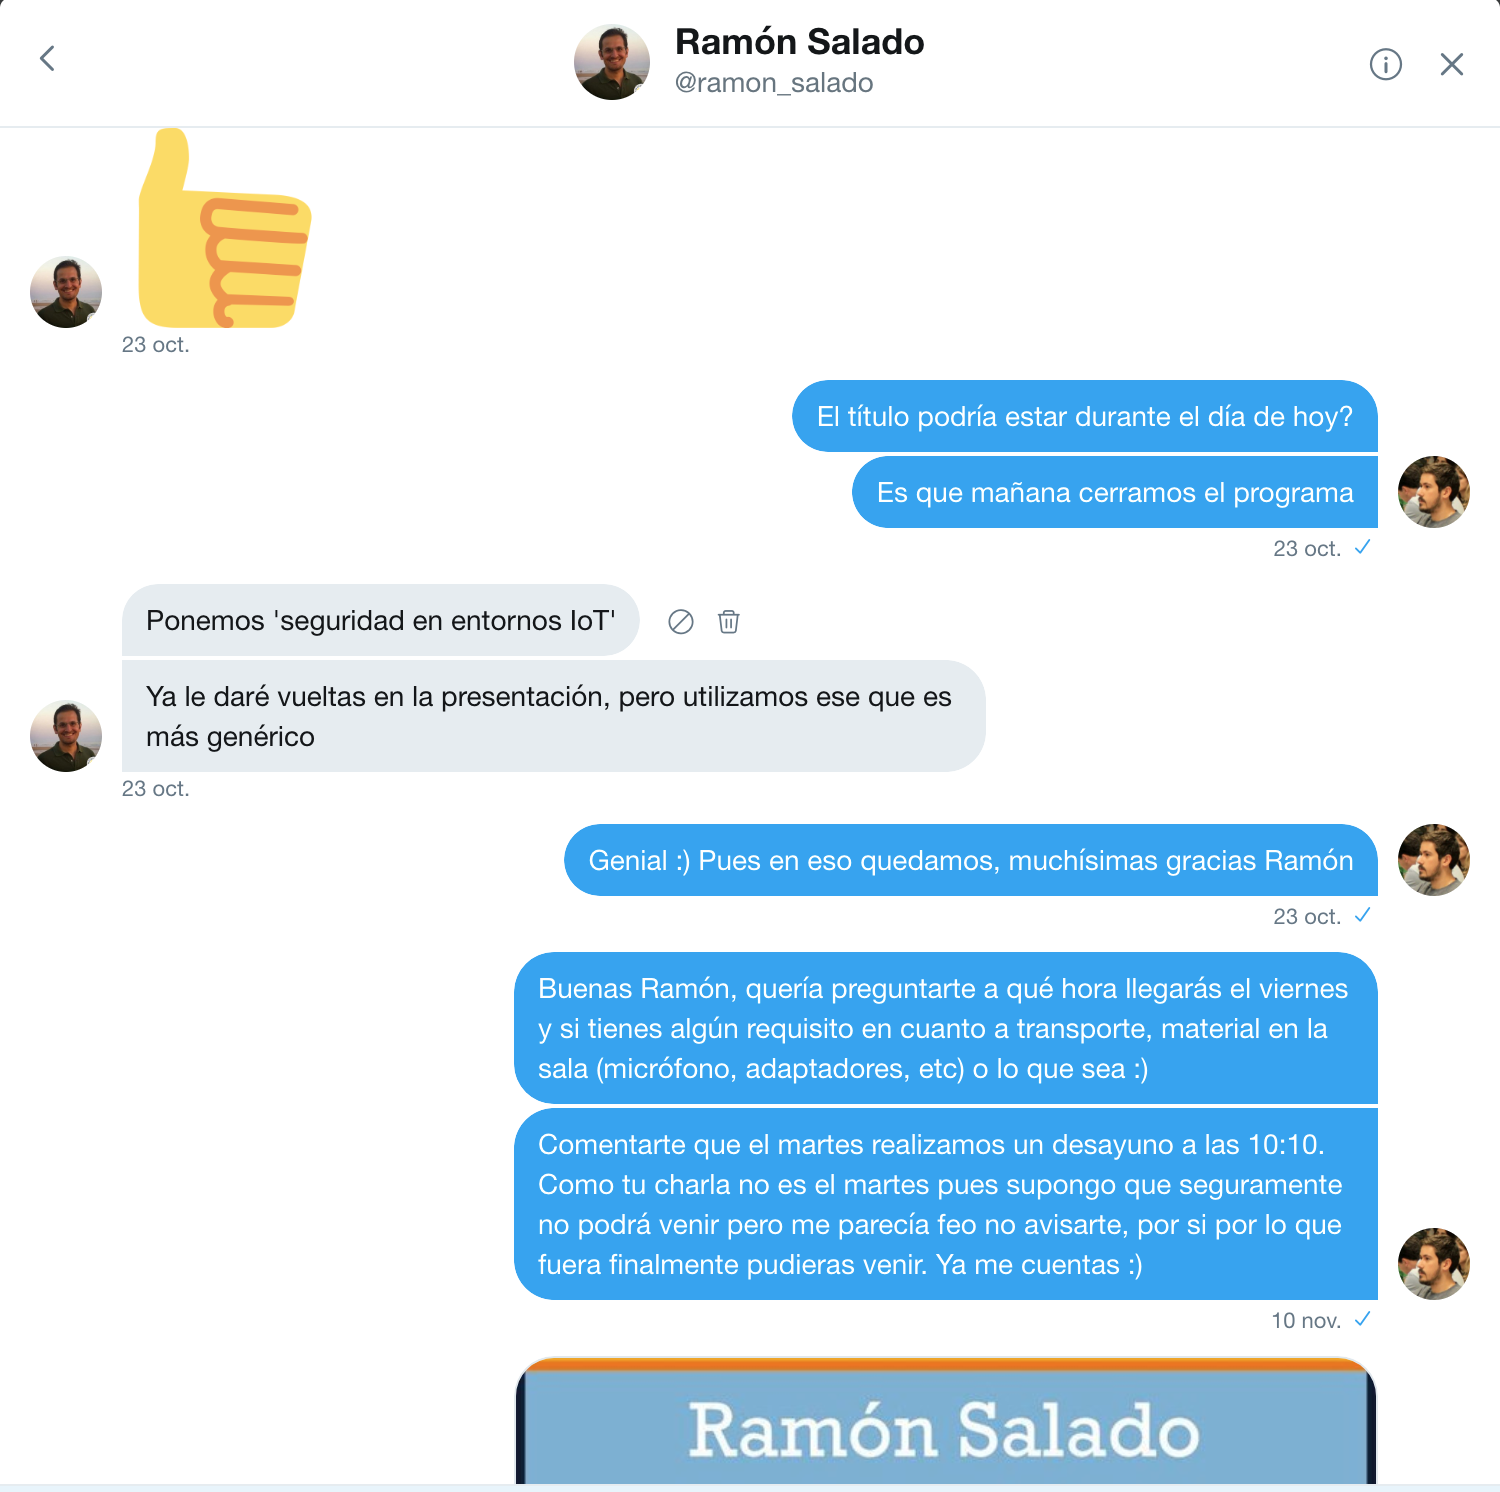 Ramón Salado
@ramon_salado
23 oct.
El título podría estar durante el día de hoy?
Es que mañana cerramos el programa
23 oct.
Ponemos 'seguridad en entornos IoT'
Ya le daré vueltas en la presentación, pero utilizamos ese que es
más genérico
23 oct.
Genial :) Pues en eso quedamos, muchísimas gracias Ramón
23 oct.
Buenas Ramón, quería preguntarte a qué hora llegarás el viernes
y si tienes algún requisito en cuanto a transporte, material en la
sala (micrófono, adaptadores, etc) o lo que sea :)
Comentarte que el martes realizamos un desayuno a las 10:10.
Como tu charla no es el martes pues supongo que seguramente
no podrá venir pero me parecía feo no avisarte, por si por lo que
fuera finalmente pudieras venir. Ya me cuentas :)
10 nov.
Ramón Salado